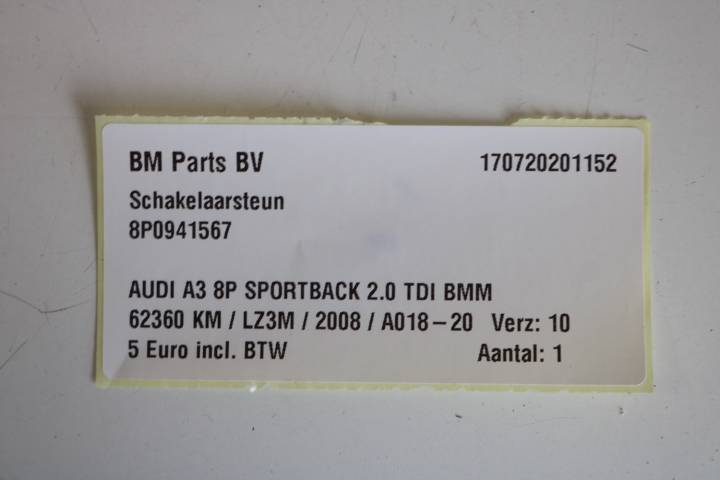 BM Parts BV 170720201152
Schakelaarsteun
8P0941567
AUDI A3 8P SPORTBACK 2.0 TDI BMM
62360 KM / LZ3M / 2008 / A018-20 Verz: 10
5 Euro incl. BTW Aantal: 1